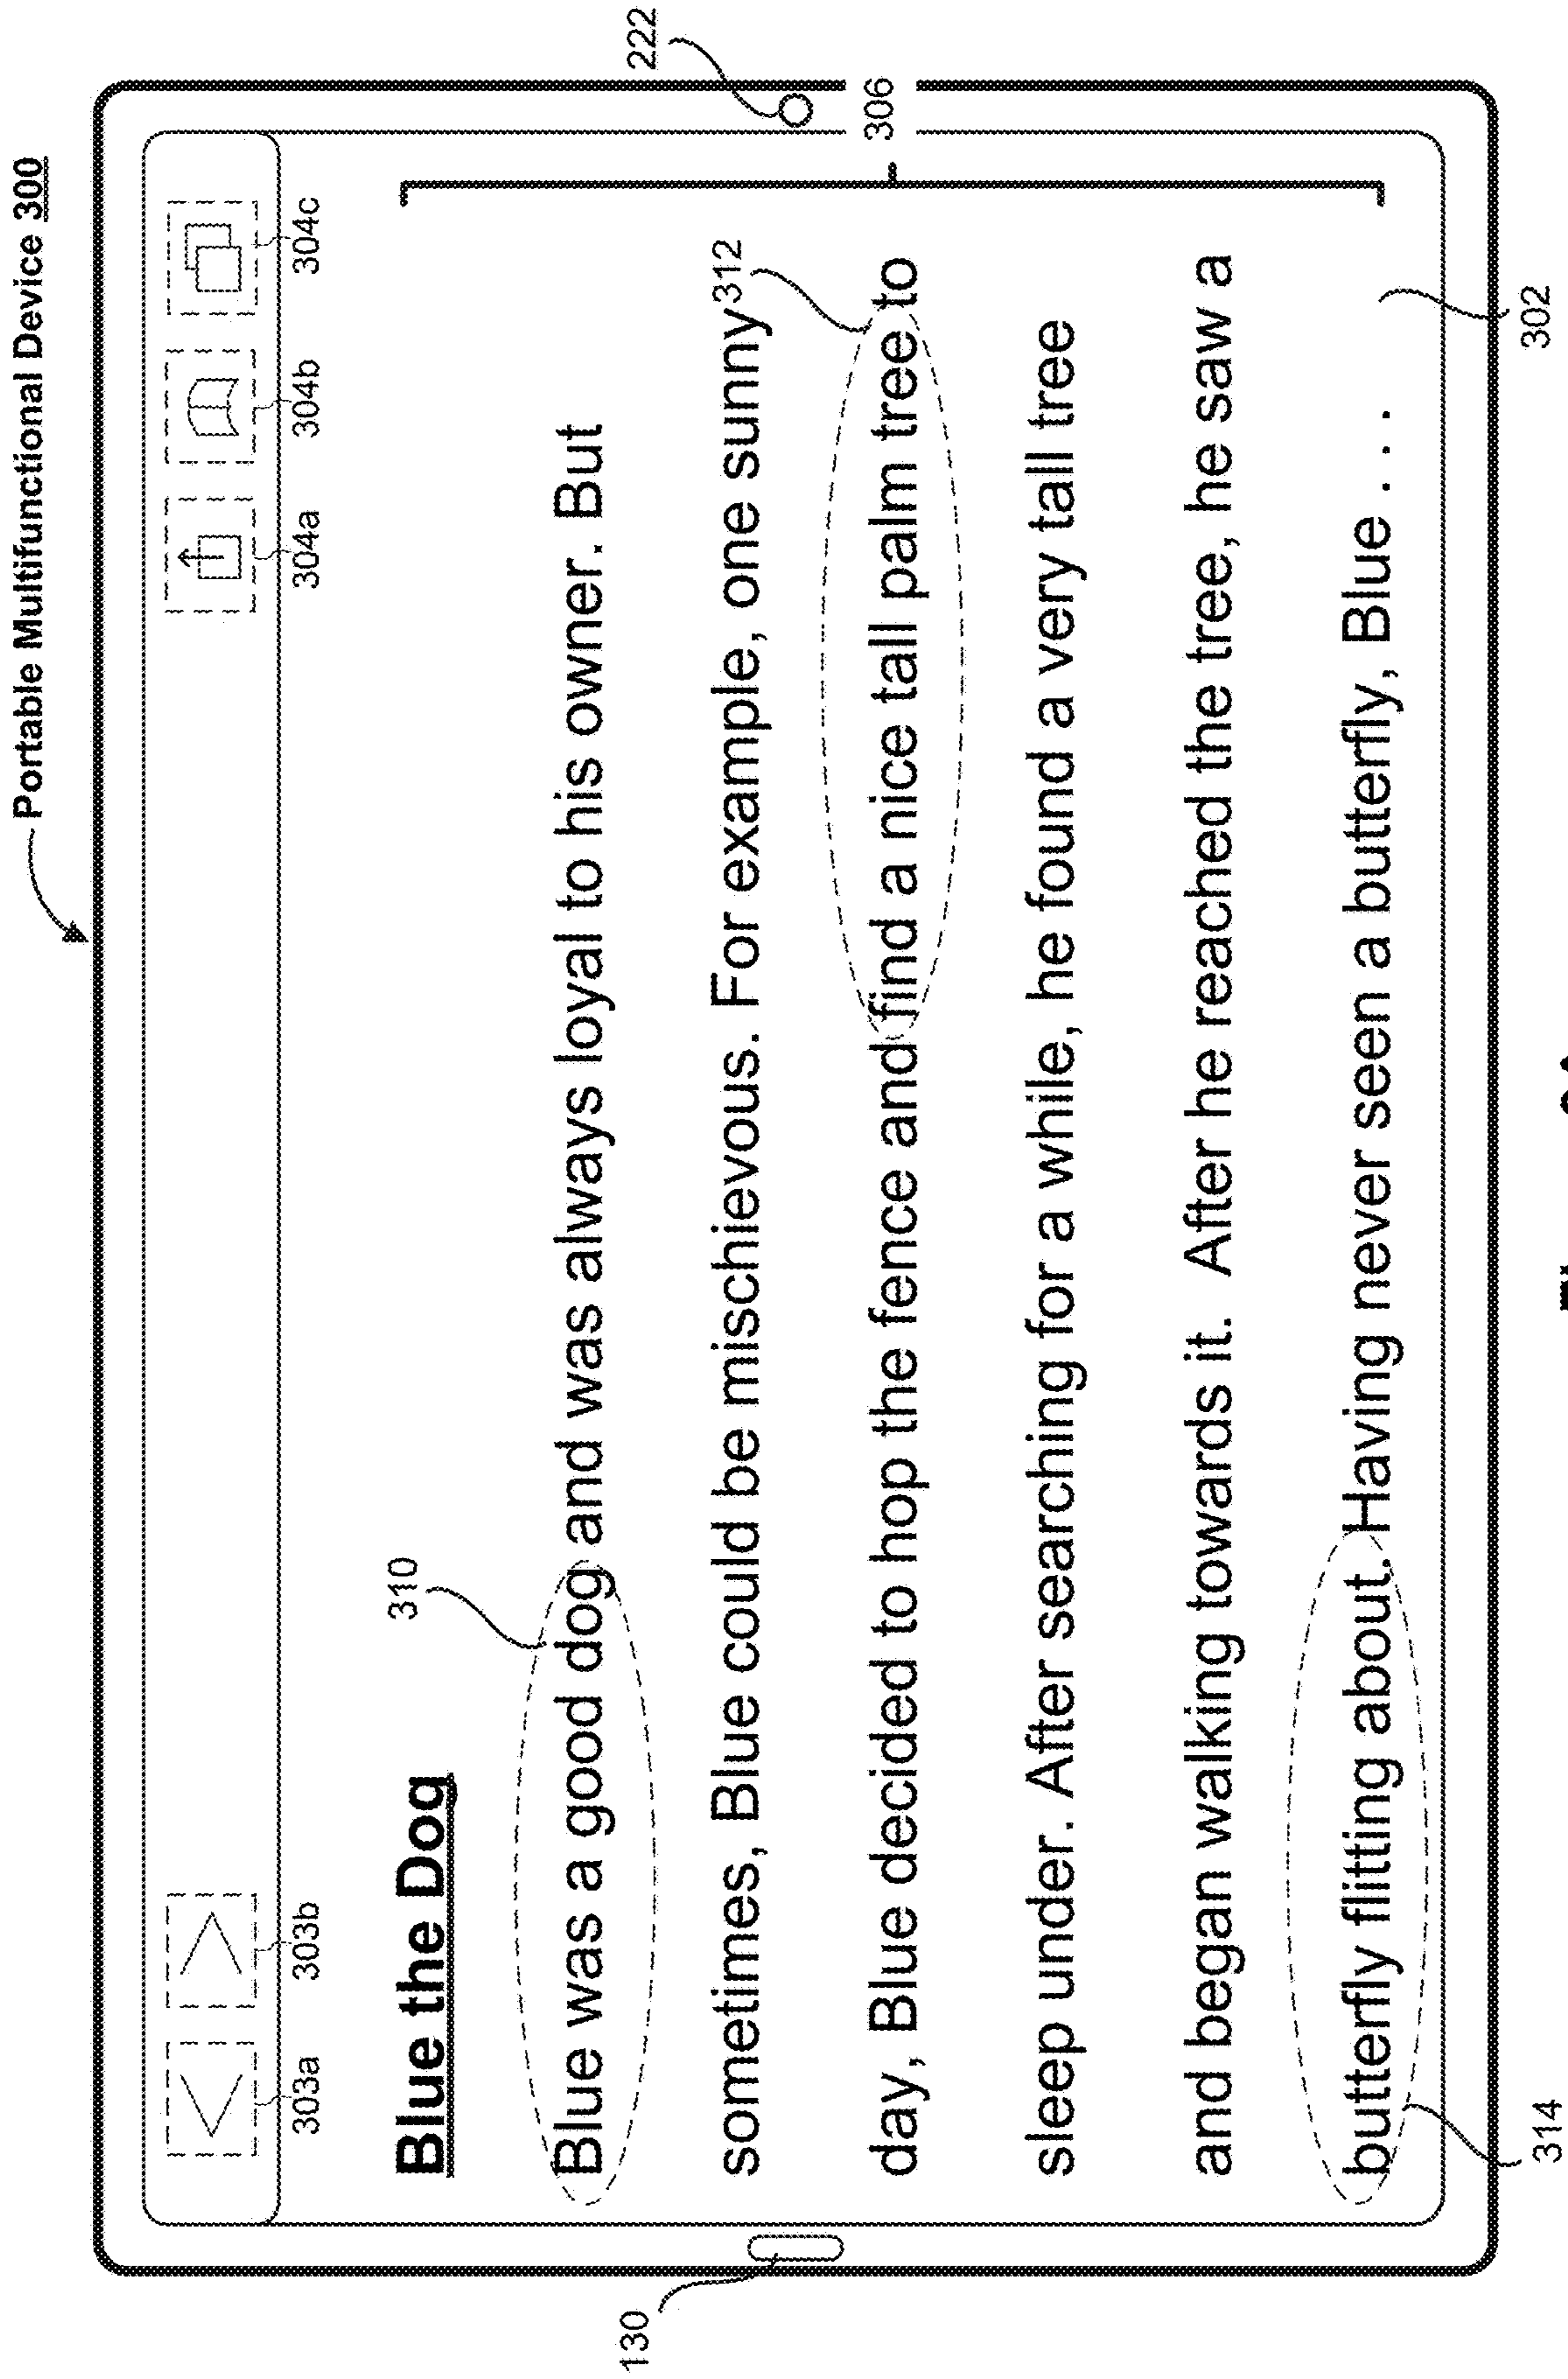 Portable Multifunctional Device 300
303a
303b
304a
304b
304c
Blue the Dog
310
Blue was a good dog and was always loyal to his owner. But
sometimes, Blue could be mischievous. For example, one sunny
312
day, Blue decided to hop the fence and find a nice tall palm tree to
sleep under. After searching for a while, he found a very tall tree
and began walking towards it. After he reached the tree, he saw a
butterfly flitting about. Having never seen a butterfly, Blue . . .
222
306
130
314
302